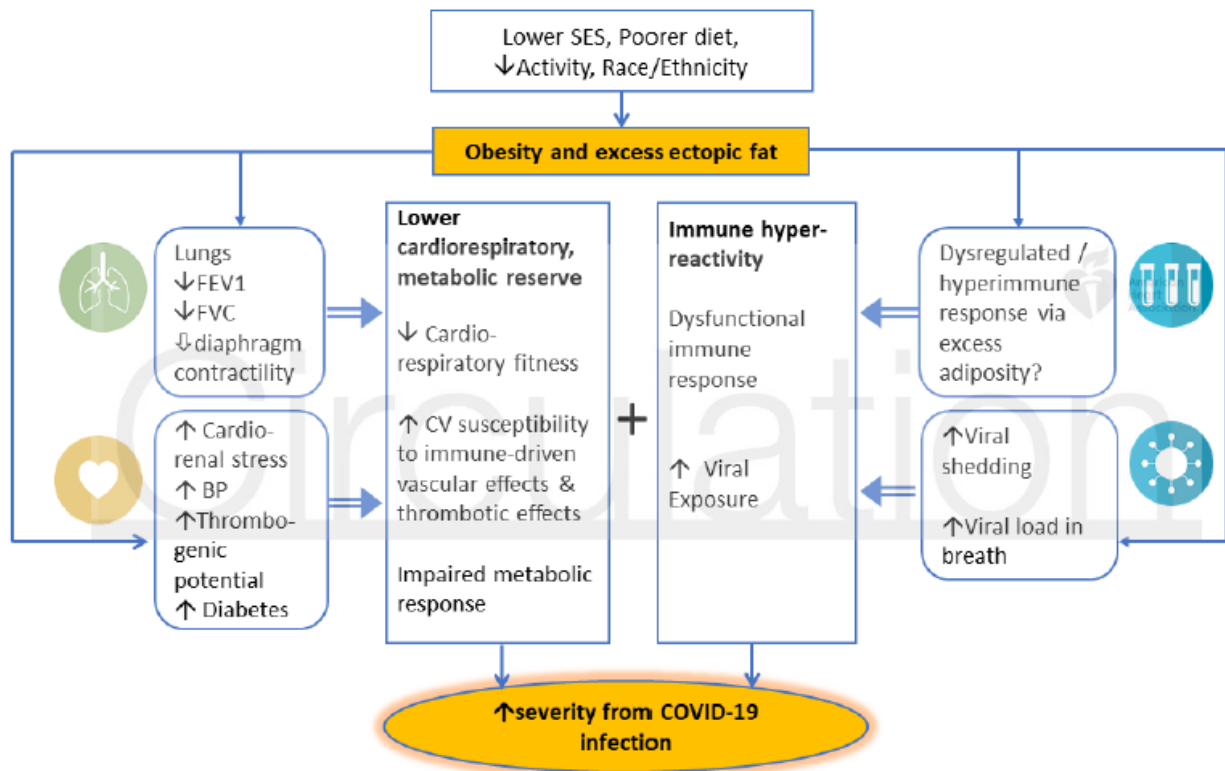 Lower SES, Poorer diet,
↓Activity, Race/Ethnicity
Obesity and excess ectopic fat
Lungs
↓FEV1
↓FVC
⇩diaphragm
contractility
↑ Cardio-
renal stress
↑ BP
↑Thrombo-
genic
potential
↑ Diabetes
Lower
cardiorespiratory,
metabolic reserve
↓ Cardio-
respiratory fitness
↑ CV susceptibility
to immune-driven
vascular effects &
thrombotic effects
Impaired metabolic
response
+
Immune hyper-
reactivity
Dysfunctional
immune
response
↑ Viral
Exposure
Dysregulated /
hyperimmune
response via
excess
adiposity?
↑Viral
shedding
↑Viral load in
breath
American
Heart
Association
Circulation
↑severity from COVID-19
infection